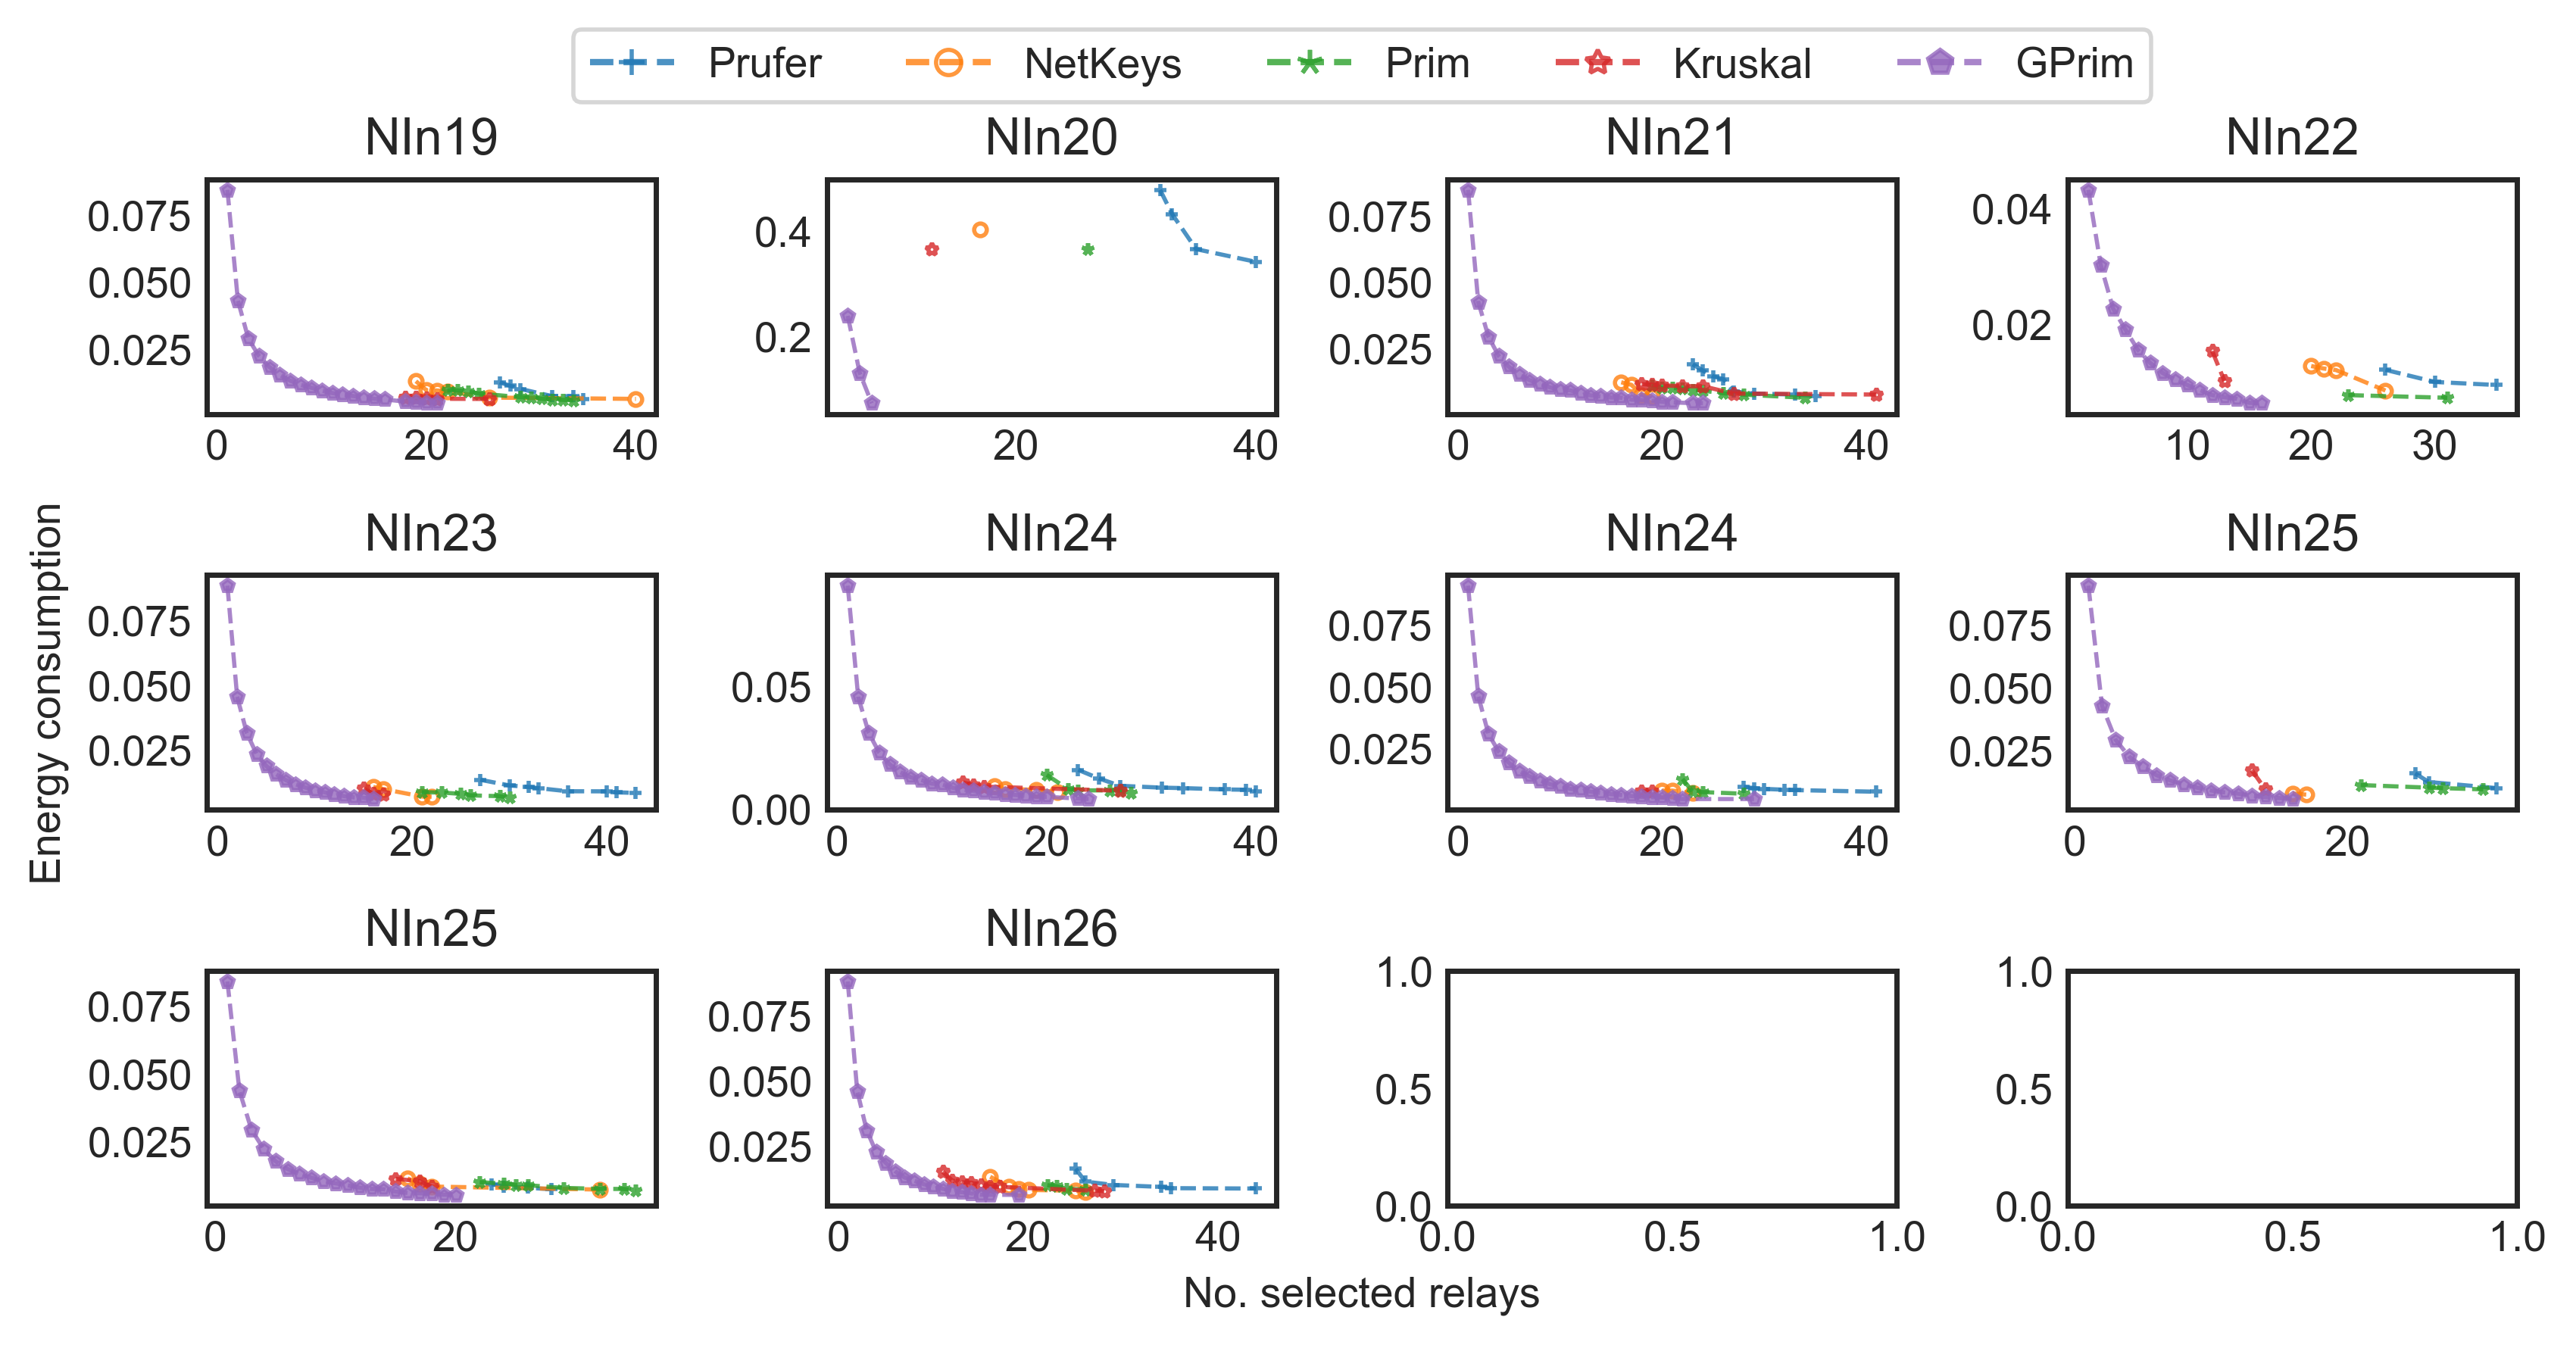 Prufer NetKeys Prim Kruskal GPrim
NIn19 NIn20 NIn21 NIn22
0.075
0.050
0.025
0 20 40
0.4
0.2
20 40
0.075
0.050
0.025
0 20 40
0.04
0.02
10 20 30
Energy consumption
NIn23 NIn24 NIn24 NIn25
0.075
0.050
0.025
0 20 40
0.05
0.00
0 20 40
0.075
0.050
0.025
0 20 40
0.075
0.050
0.025
0 20
NIn25 NIn26
0.075
0.050
0.025
0 20
0.075
0.050
0.025
0 20 40
1.0
0.5
0.0
0.0 0.5 1.0
1.0
0.5
0.0
0.0 0.5 1.0
No. selected relays